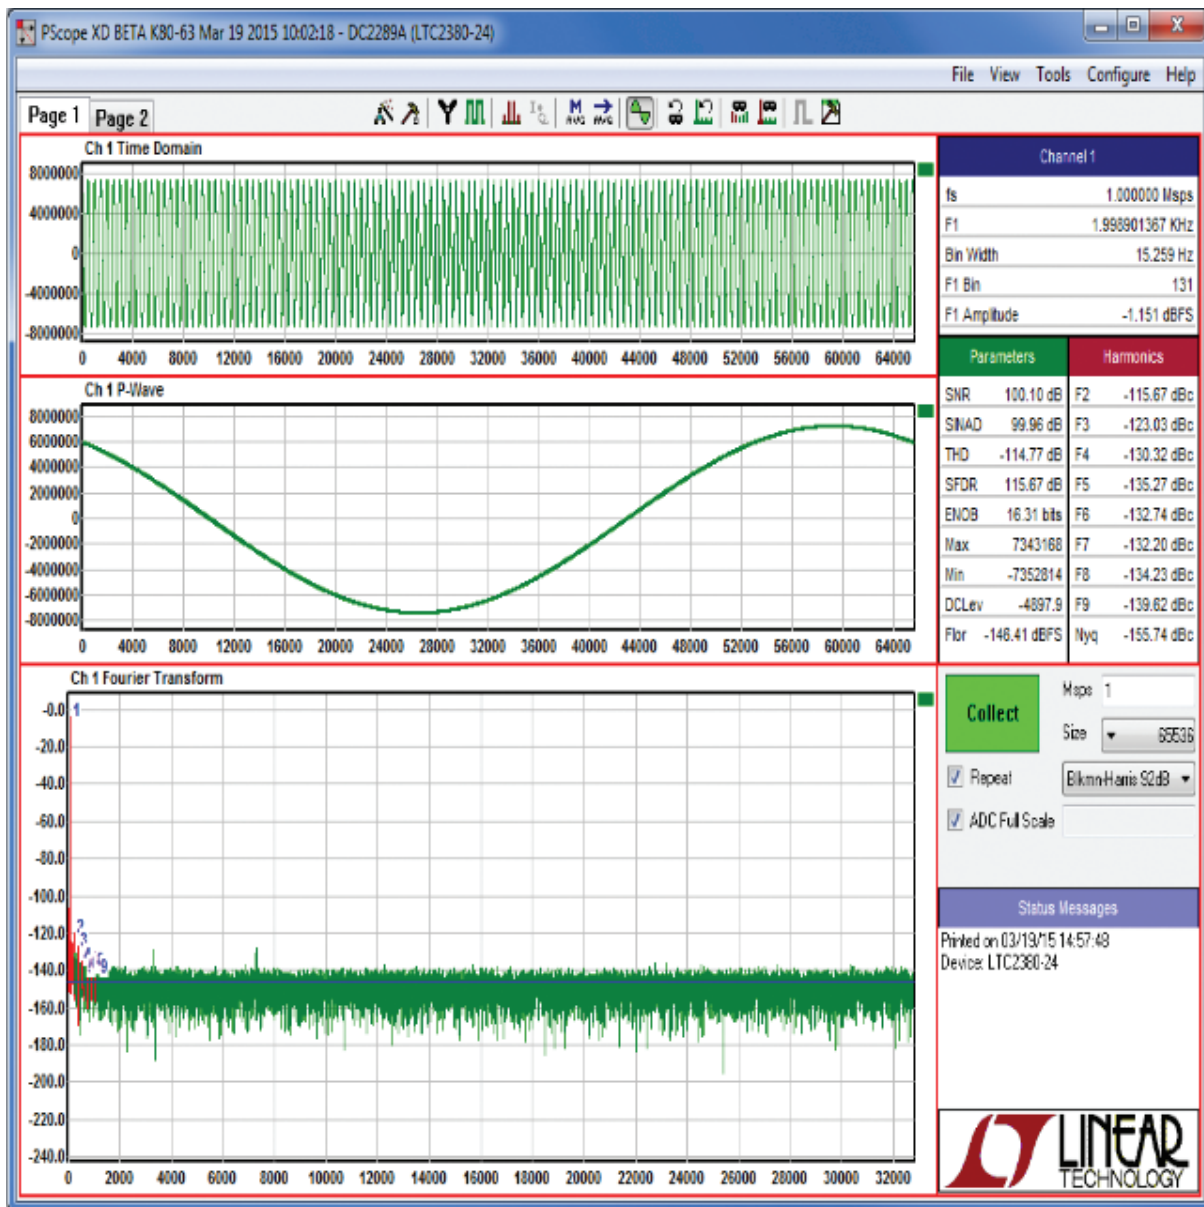 PScope XD BETA K80-63 Mar 19 2015 10:02:18 - DC2289A (LTC2380-24)
File View Tools Configure Help
Page 1 Page 2
Ch 1 Time Domain
8000000
4000000
0
-4000000
-8000000
0 4000 8000 12000 16000 20000 24000 28000 32000 36000 40000 44000 48000 52000 56000 60000 64000
Ch 1 P-Wave
8000000
6000000
4000000
2000000
0
-2000000
-4000000
-6000000
-8000000
0 4000 8000 12000 16000 20000 24000 28000 32000 36000 40000 44000 48000 52000 56000 60000 64000
Ch 1 Fourier Transform
-0.0 1
-20.0
-40.0
-60.0
-80.0
-100.0
-120.0
-140.0
-160.0
-180.0
-200.0
-220.0
-240.0
0 2000 4000 6000 8000 10000 12000 14000 16000 18000 20000 22000 24000 26000 28000 30000 32000
Channel 1
fs 1.000000 Msps
F1 1.998901367 KHz
Bin Width 15.259 Hz
F1 Bin 131
F1 Amplitude -1.151 dBFS
Parameters Harmonics
SNR 100.10 dB F2 -115.67 dBc
SINAD 99.96 dB F3 -123.03 dBc
THD -114.77 dB F4 -130.32 dBc
SFDR 115.67 dB F5 -135.27 dBc
ENOB 16.31 bits F6 -132.74 dBc
Max 7343168 F7 -132.20 dBc
Min -7352814 F8 -134.23 dBc
DCLev -4897.9 F9 -139.62 dBc
Flor -146.41 dBFS Nyq -155.74 dBc
Collect
Msps 1
Size 65536
Repeat Blkmn-Harris 92dB
ADC Full Scale
Status Messages
Printed on 03/19/15 14:57:48
Device: LTC2380-24
LINEAR
TECHNOLOGY